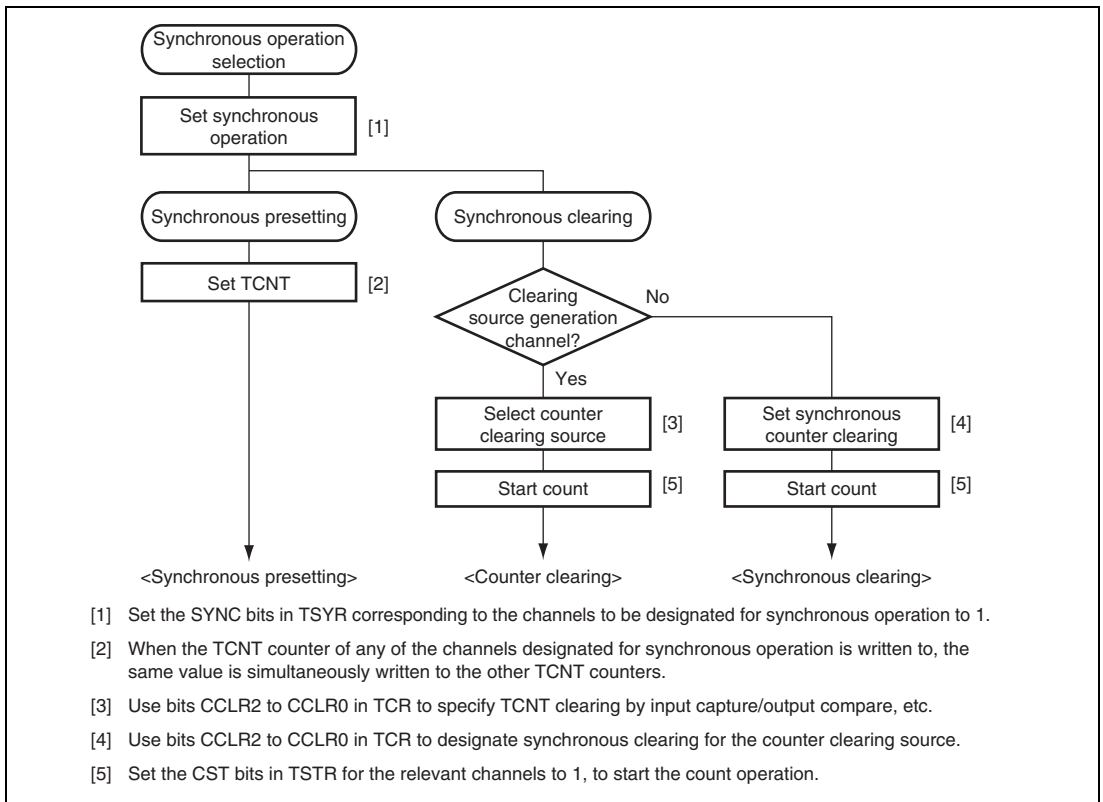 Synchronous operation
selection
Set synchronous
operation
[1]
Synchronous presetting
Synchronous clearing
Set TCNT
[2]
Clearing
source generation
channel?
No
Yes
Select counter
clearing source
[3]
Set synchronous
counter clearing
[4]
Start count
[5]
Start count
[5]
<Synchronous presetting>
<Counter clearing>
<Synchronous clearing>
[1] Set the SYNC bits in TSYR corresponding to the channels to be designated for synchronous operation to 1.
[2] When the TCNT counter of any of the channels designated for synchronous operation is written to, the
same value is simultaneously written to the other TCNT counters.
[3] Use bits CCLR2 to CCLR0 in TCR to specify TCNT clearing by input capture/output compare, etc.
[4] Use bits CCLR2 to CCLR0 in TCR to designate synchronous clearing for the counter clearing source.
[5] Set the CST bits in TSTR for the relevant channels to 1, to start the count operation.